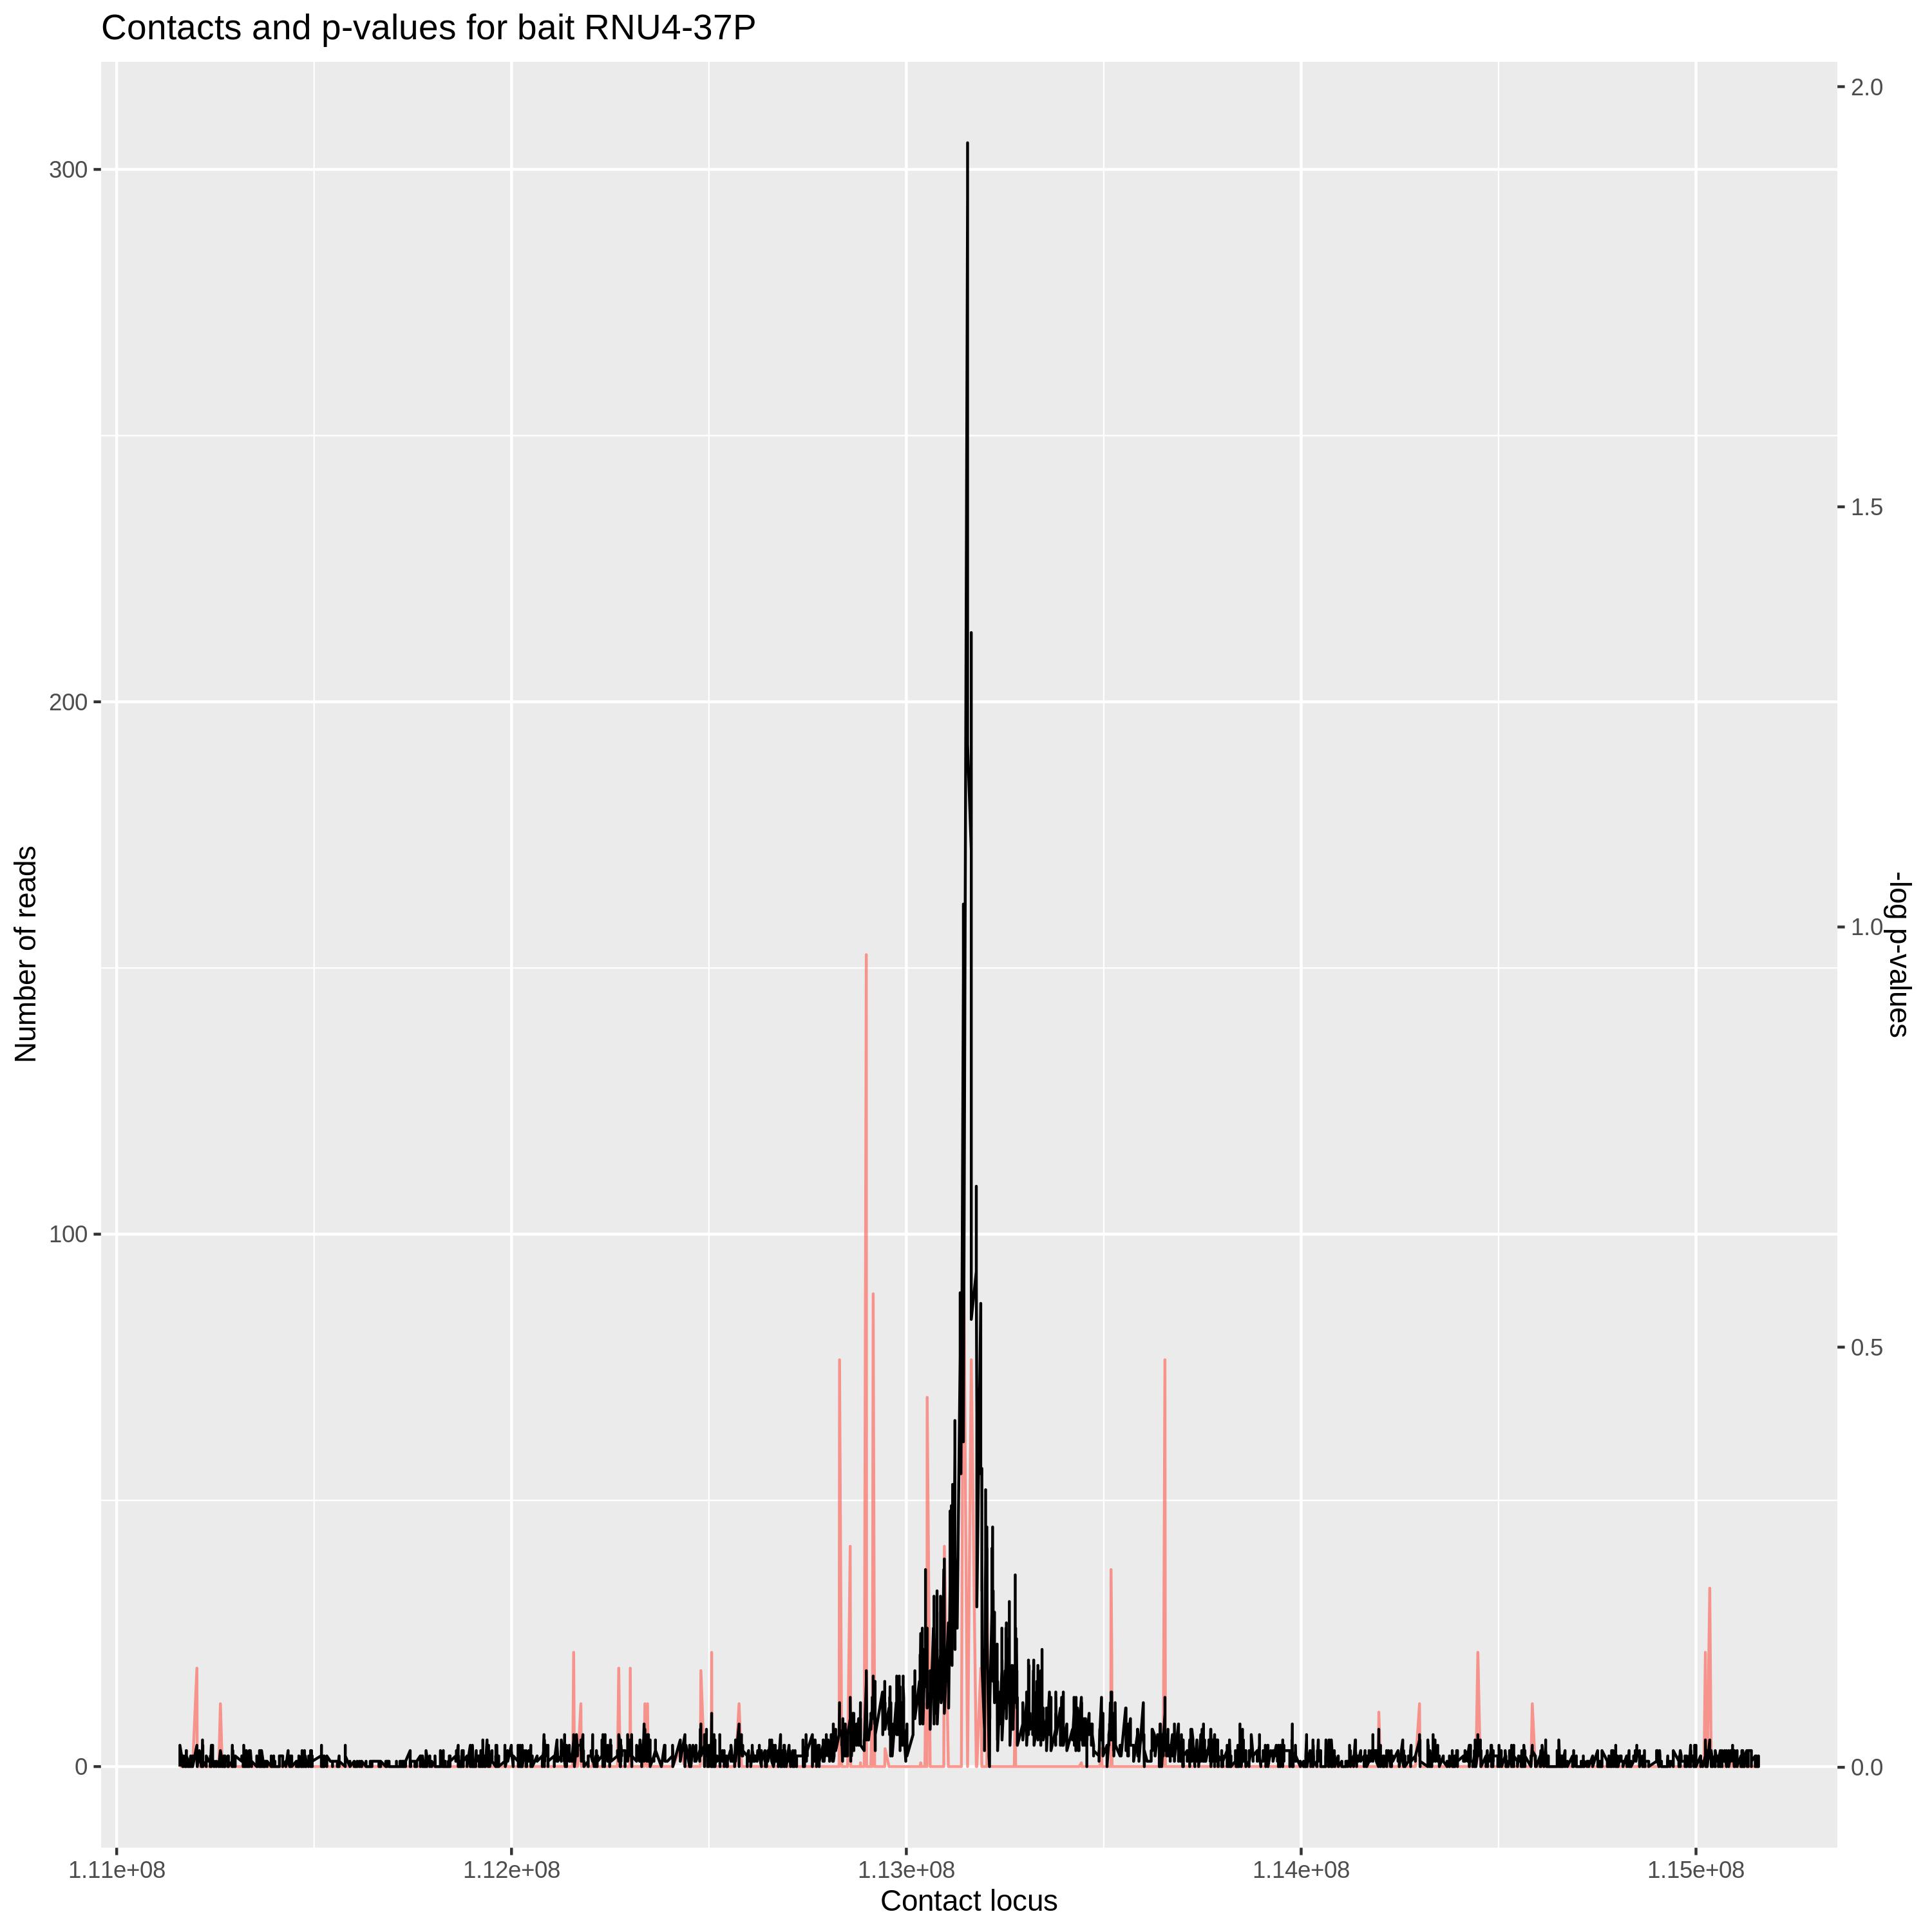 Contacts and p-values for bait RNU4-37P
300
200
100
0
2.0
1.5
1.0
0.5
0.0
Number of reads
-log p-values
1.11e+08
1.12e+08
1.13e+08
1.14e+08
1.15e+08
Contact locus